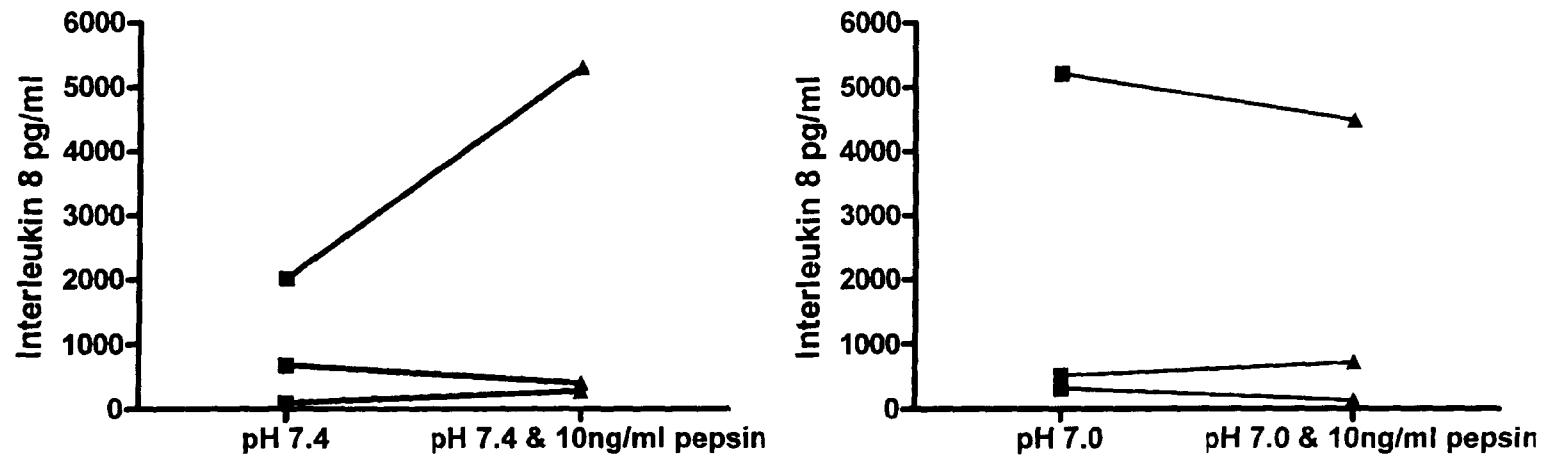 Interleukin 8 pg/ml
6000
5000
4000
3000
2000
1000
0
pH 7.4
pH 7.4 & 10ng/ml pepsin
Interleukin 8 pg/ml
6000
5000
4000
3000
2000
1000
0
pH 7.0
pH 7.0 & 10ng/ml pepsin